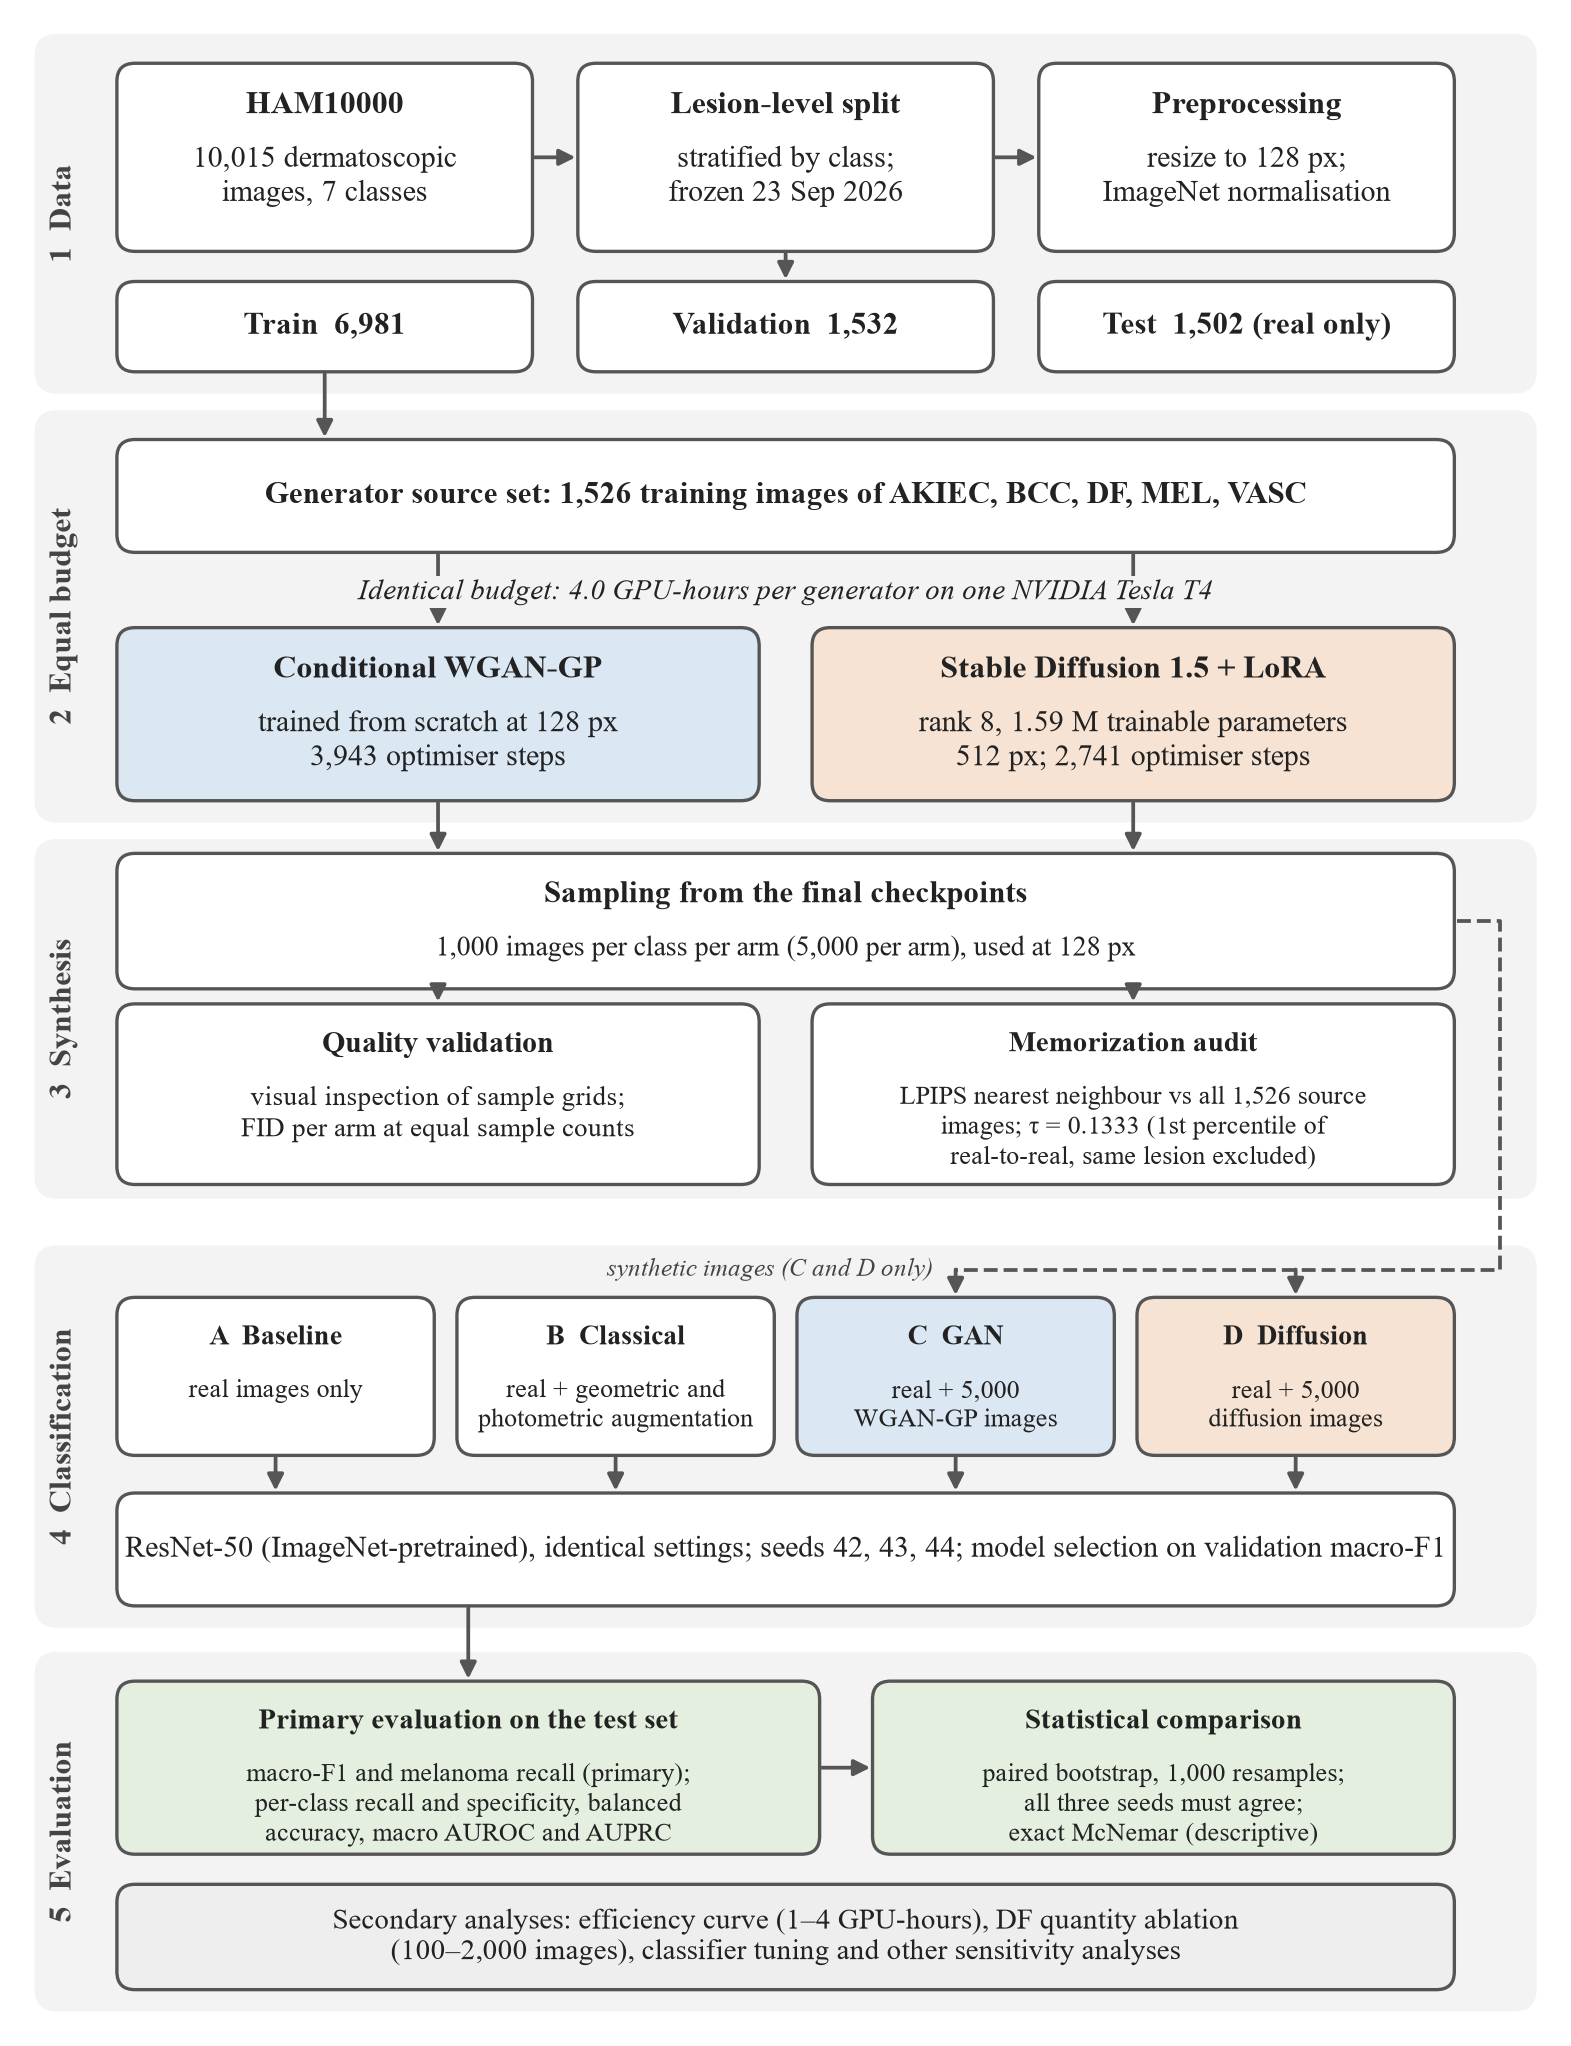 1 Data
HAM10000
10,015 dermatoscopic
images, 7 classes
Lesion-level split
stratified by class;
frozen 23 Sep 2026
Preprocessing
resize to 128 px;
ImageNet normalisation
Train 6,981
Validation 1,532
Test 1,502 (real only)
2 Equal budget
Generator source set: 1,526 training images of AKIEC, BCC, DF, MEL, VASC
Identical budget: 4.0 GPU-hours per generator on one NVIDIA Tesla T4
Conditional WGAN-GP
trained from scratch at 128 px
3,943 optimiser steps
Stable Diffusion 1.5 + LoRA
rank 8, 1.59 M trainable parameters
512 px; 2,741 optimiser steps
3 Synthesis
Sampling from the final checkpoints
1,000 images per class per arm (5,000 per arm), used at 128 px
Quality validation
visual inspection of sample grids;
FID per arm at equal sample counts
Memorization audit
LPIPS nearest neighbour vs all 1,526 source
images; τ = 0.1333 (1st percentile of
real-to-real, same lesion excluded)
4 Classification
synthetic images (C and D only)
A Baseline
real images only
B Classical
real + geometric and
photometric augmentation
C GAN
real + 5,000
WGAN-GP images
D Diffusion
real + 5,000
diffusion images
ResNet-50 (ImageNet-pretrained), identical settings; seeds 42, 43, 44; model selection on validation macro-F1
5 Evaluation
Primary evaluation on the test set
macro-F1 and melanoma recall (primary);
per-class recall and specificity, balanced
accuracy, macro AUROC and AUPRC
Statistical comparison
paired bootstrap, 1,000 resamples;
all three seeds must agree;
exact McNemar (descriptive)
Secondary analyses: efficiency curve (1–4 GPU-hours), DF quantity ablation
(100–2,000 images), classifier tuning and other sensitivity analyses